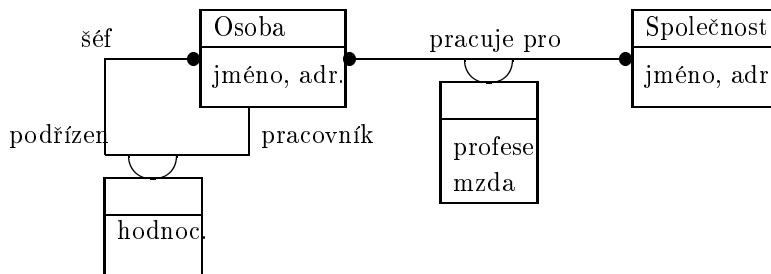 šéf
Osoba
jméno, adr.
pracuje pro
Společnost
jméno, adr
podřízen
pracovník
profese
mzda
hodnoc.